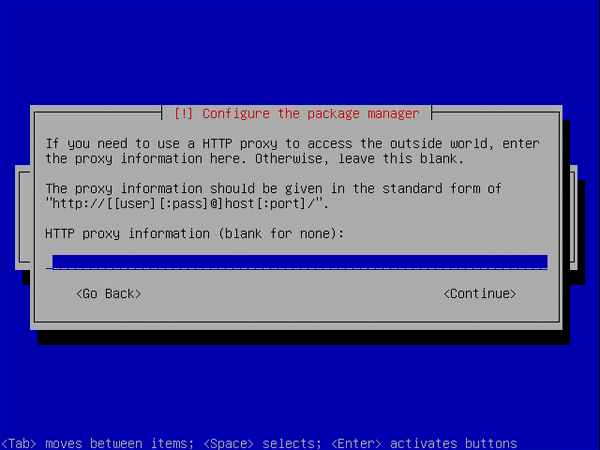 [!] Configure the package manager
If you need to use a HTTP proxy to access the outside world, enter
the proxy information here. Otherwise, leave this blank.
The proxy information should be given in the standard form of
"http://[[user][:pass]@]host[:port]/".
HTTP proxy information (blank for none):
<Go Back> <Continue>
<Tab> moves between items; <Space> selects; <Enter> activates buttons